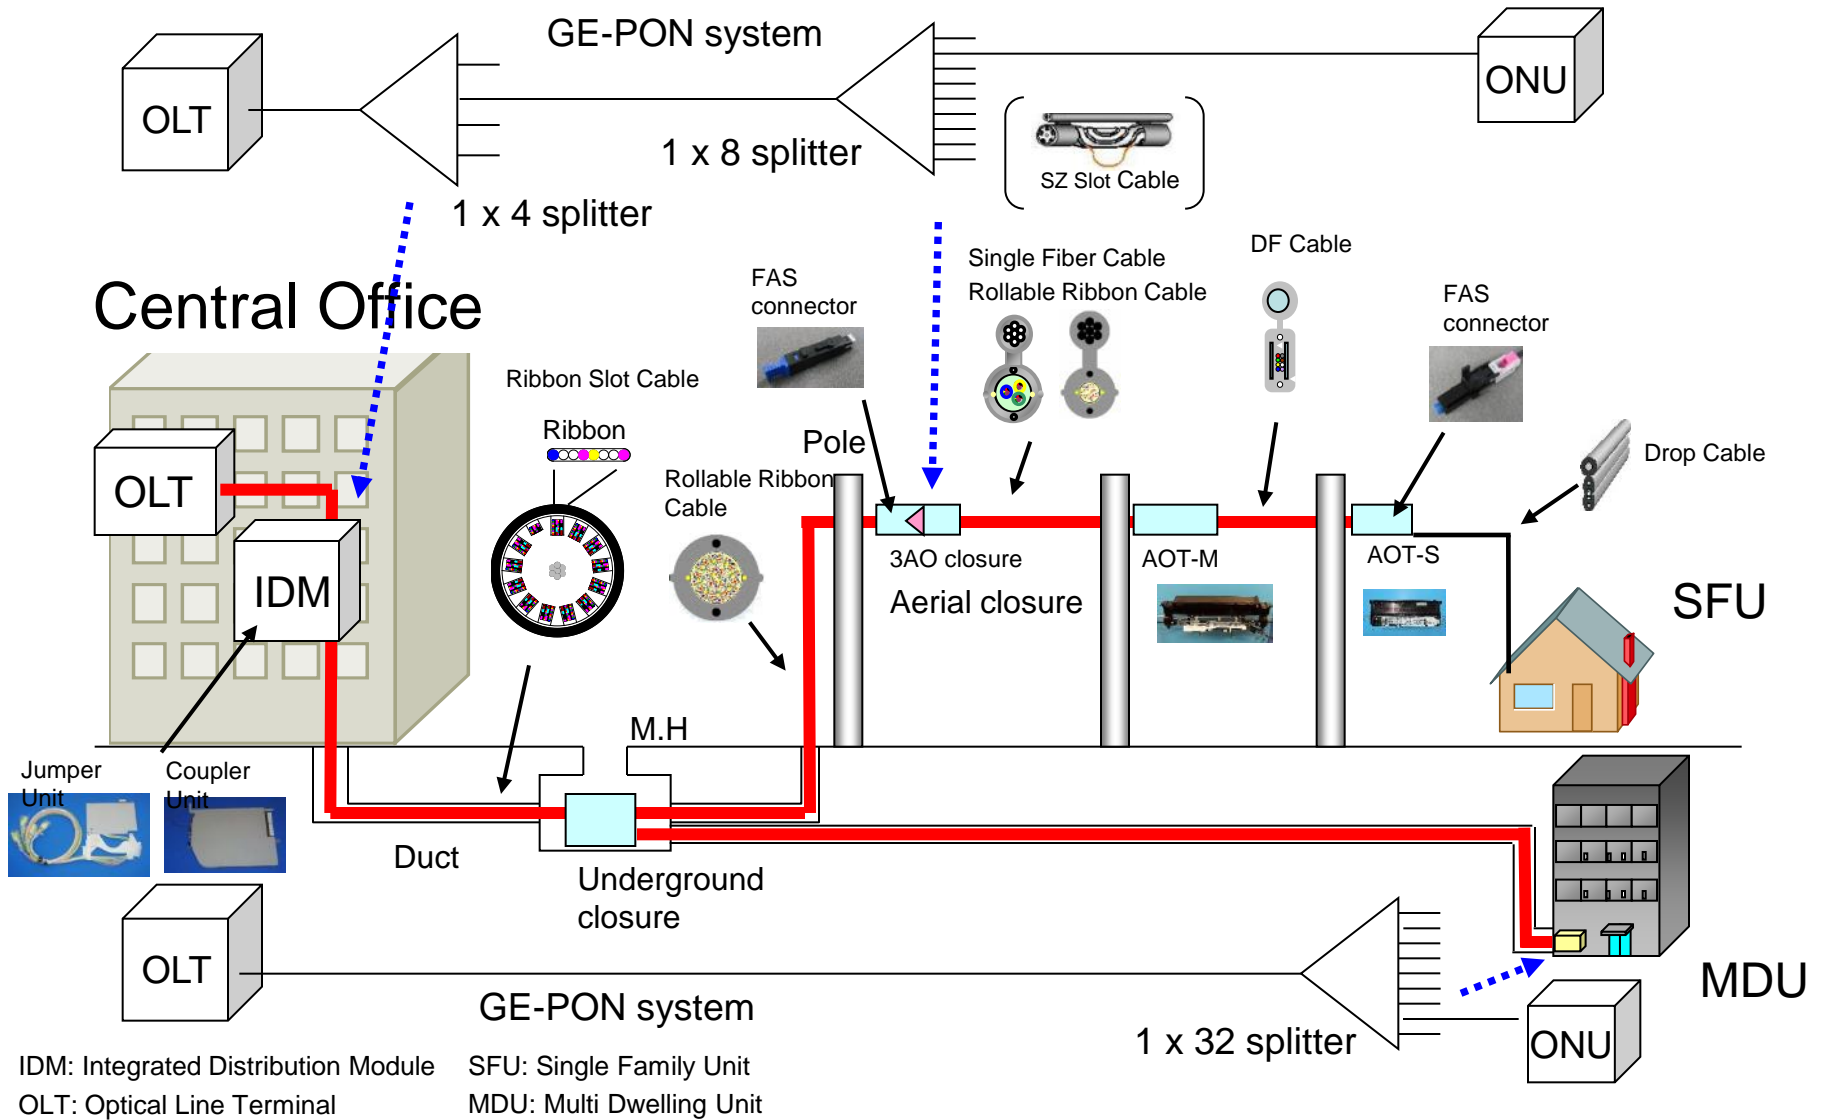 GE-PON system
OLT
ONU
1 x 8 splitter
SZ Slot Cable
1 x 4 splitter
Central Office
FAS
connector
Single Fiber Cable
Rollable Ribbon Cable
DF Cable
FAS
connector
Ribbon Slot Cable
Ribbon
Pole
Rollable Ribbon
Cable
Drop Cable
OLT
IDM
3AO closure
Aerial closure
AOT-M
AOT-S
SFU
M.H
Jumper
Unit
Coupler
Unit
Duct
Underground
closure
OLT
GE-PON system
1 x 32 splitter
MDU
ONU
IDM: Integrated Distribution Module
SFU: Single Family Unit
OLT: Optical Line Terminal
MDU: Multi Dwelling Unit